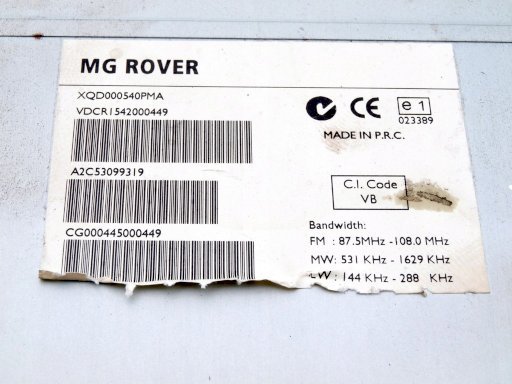 MG ROVER
XQD000540PMA
VDCR1542000449
A2C53099319
CG000445000449
CE
e 1
023389
MADE IN P.R.C.
C.I. Code
VB
Bandwidth:
FM : 87.5MHz -108.0 MHz
MW: 531 KHz - 1629 KHz
LW : 144 KHz - 288 KHz